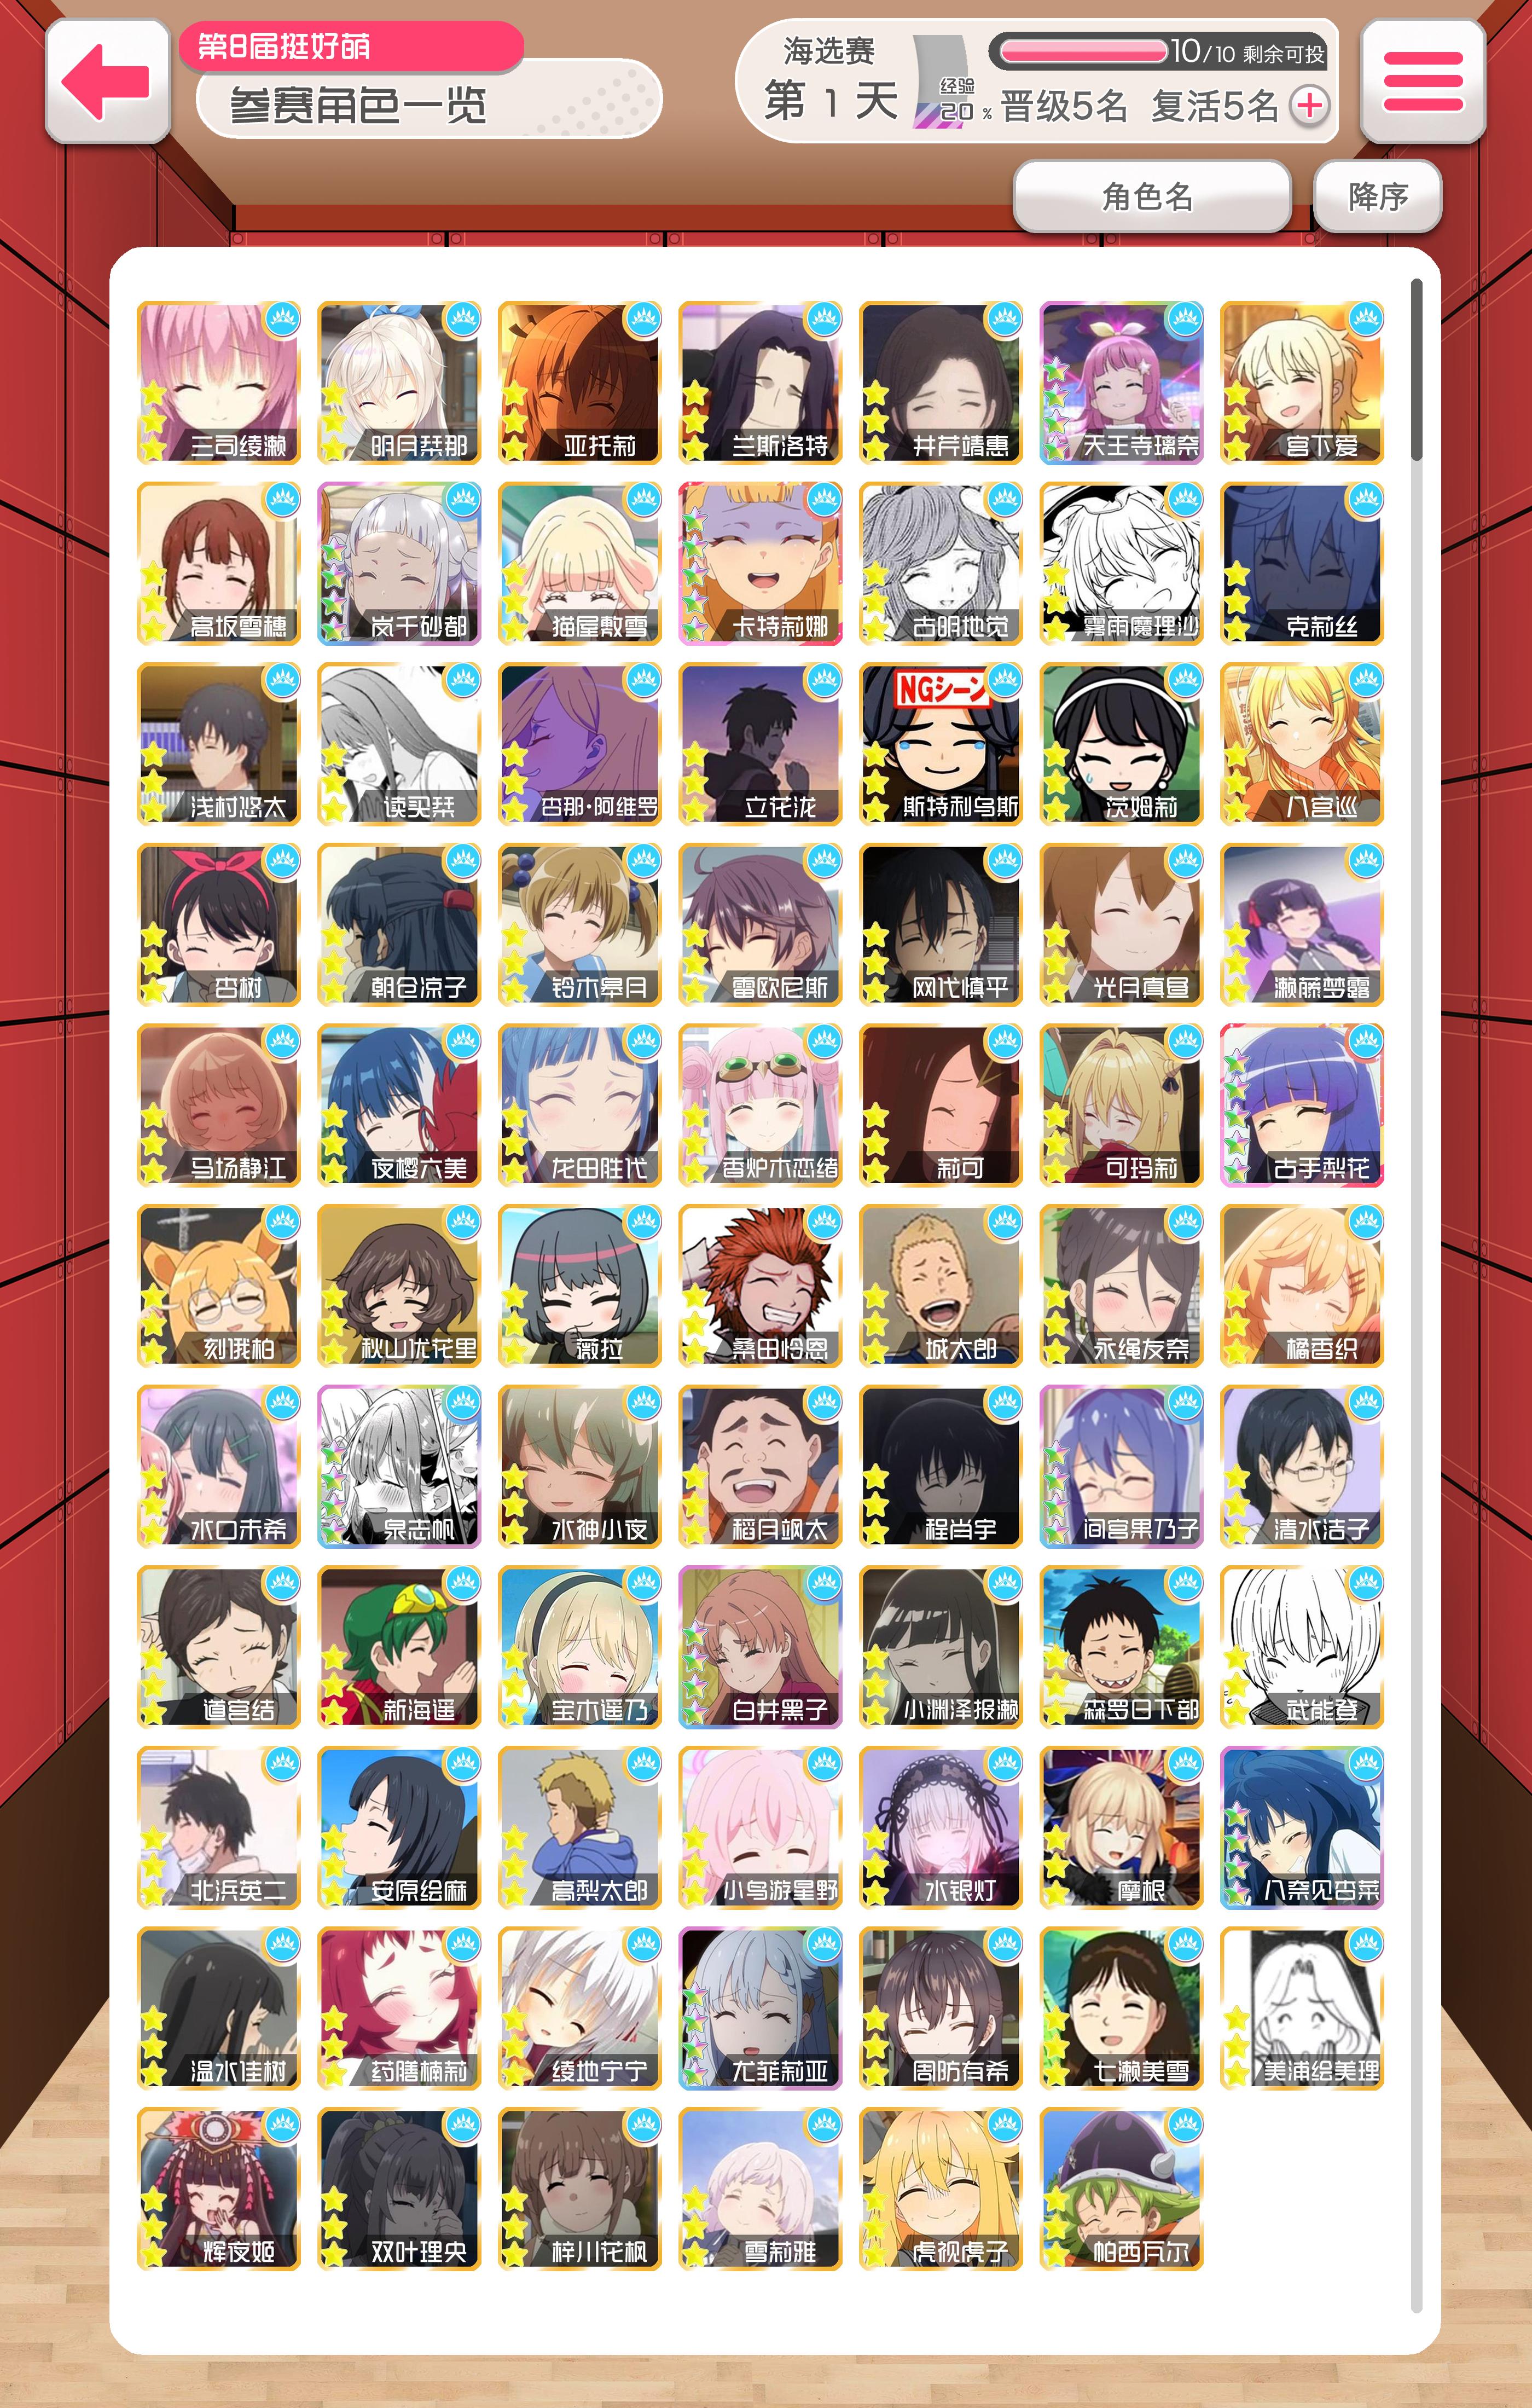 第8届挺好萌
参赛角色一览
海选赛
第 1 天
经验
20 %
10/10 剩余可投
晋级5名 复活5名
角色名
降序
三司绫濑
明月栞那
亚托莉
兰斯洛特
井芹靖惠
天王寺璃奈
宫下爱
高坂雪穗
岚千砂都
猫屋敷雪
卡特莉娜
古明地觉
雾雨魔理沙
克莉丝
浅村悠太
读卖栞
杏那·阿维罗
立花泷
NGシーン
斯特利乌斯
茨姆莉
八宫巡
杏树
朝仓凉子
铃木皋月
雷欧尼斯
网代慎平
光月真昼
濑藤梦露
马场静江
夜樱六美
龙田胜代
香炉木恋绪
莉可
可玛莉
古手梨花
刻俄柏
秋山优花里
薇拉
桑田怜恩
城太郎
永绳友奈
橘香织
水口未希
泉志帆
水神小夜
稻月飒太
程肖宇
间宫果乃子
清水洁子
道宫结
新海遥
宝木遥乃
白井黑子
小渊泽报濑
森罗日下部
武能登
北浜英二
安原绘麻
高梨太郎
小鸟游星野
水银灯
摩根
八奈见杏菜
温水佳树
药膳楠莉
绫地宁宁
尤菲莉亚
周防有希
七濑美雪
美浦绘美理
辉夜姬
双叶理央
梓川花枫
雪莉雅
虎视虎子
帕西瓦尔